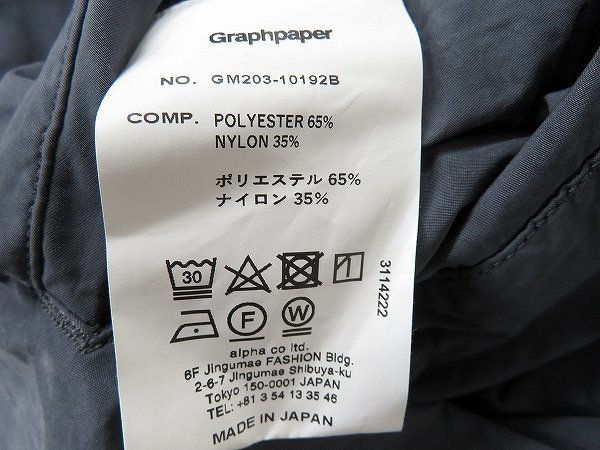 Graphpaper
NO. GM203-10192B
COMP. POLYESTER 65%
NYLON 35%
ポリエステル 65%
ナイロン 35%
30
F W
3114222
alpha co ltd.
6F Jingumae FASHION Bldg.
2-6-7 Jingumae Shibuya-ku
Tokyo 150-0001 JAPAN
TEL: +81 3 54 13 35 46
MADE IN JAPAN